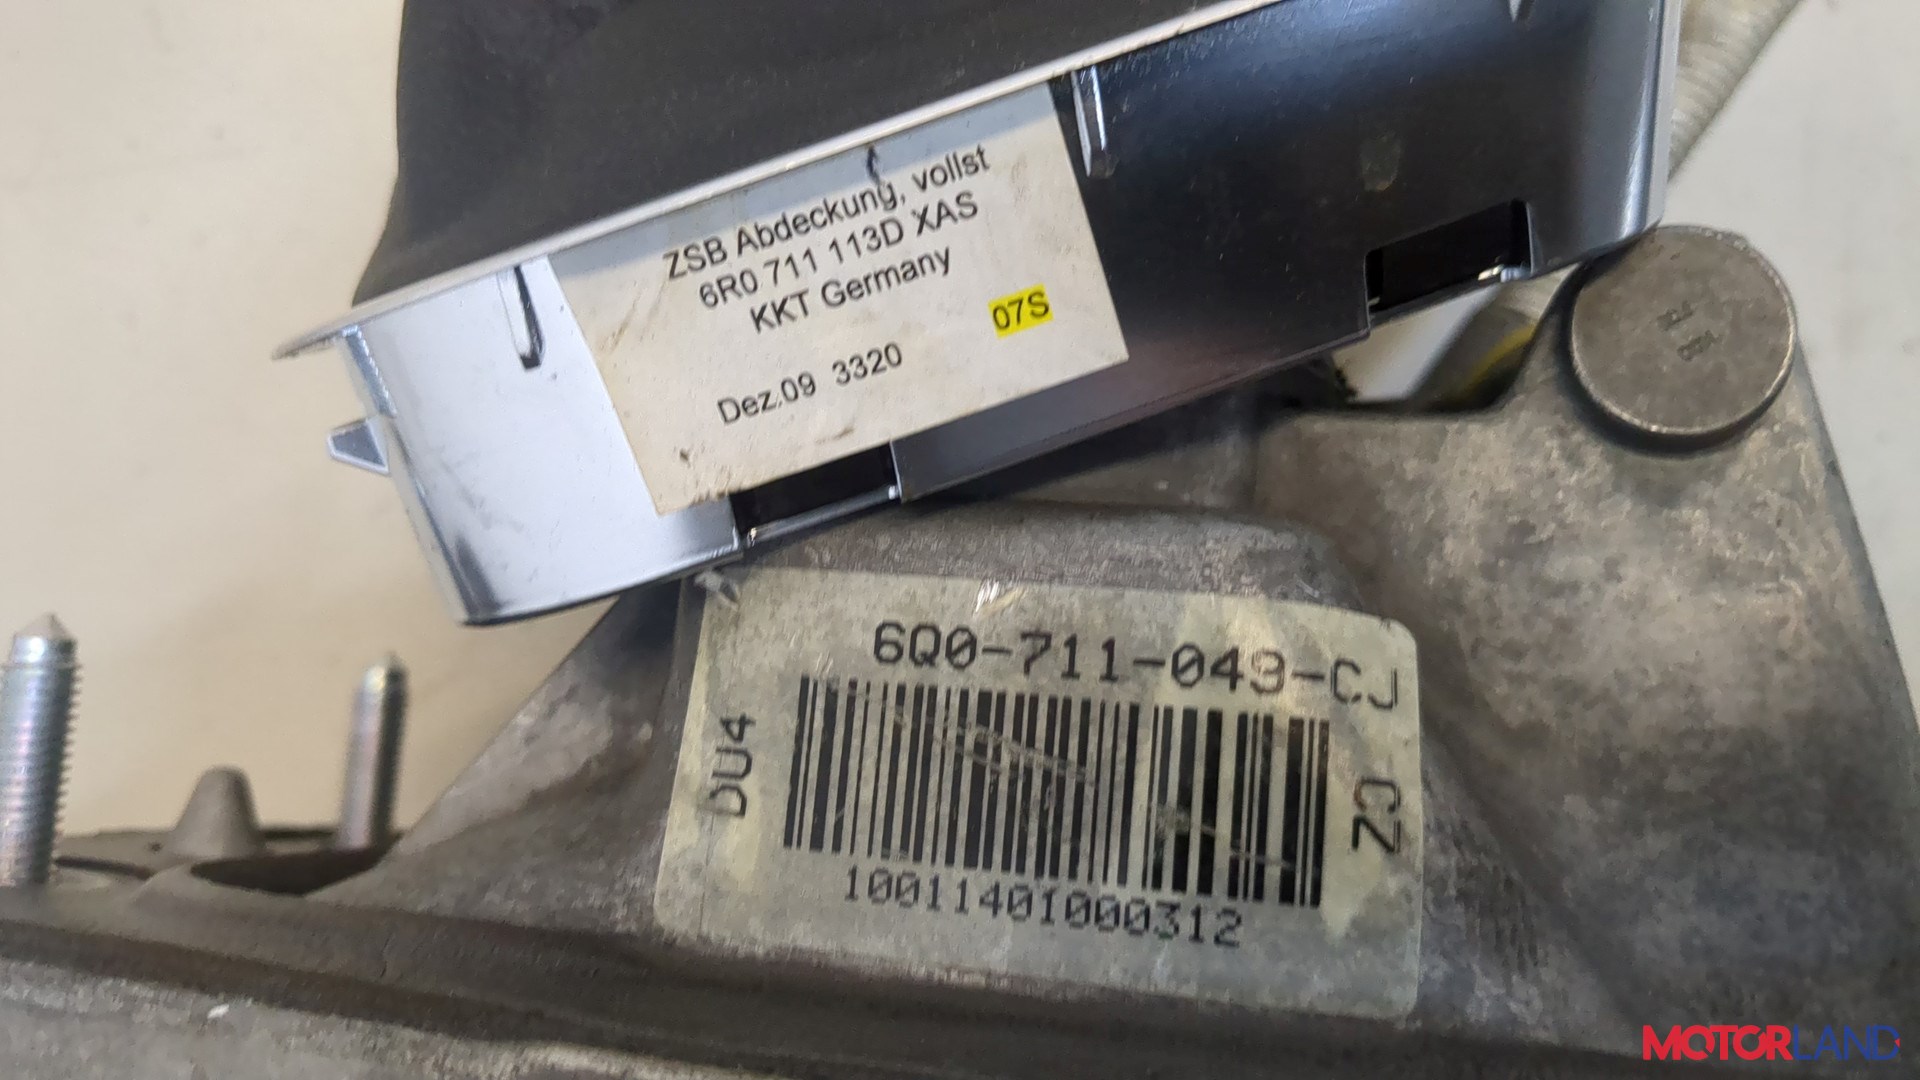 ZSB Abdeckung, vollst
6R0 711 113D XAS
KKT Germany
07S
Dez.09 3320
6Q0-711-049-CJ
DU4
CZ
10011401000312
MOTORLAND